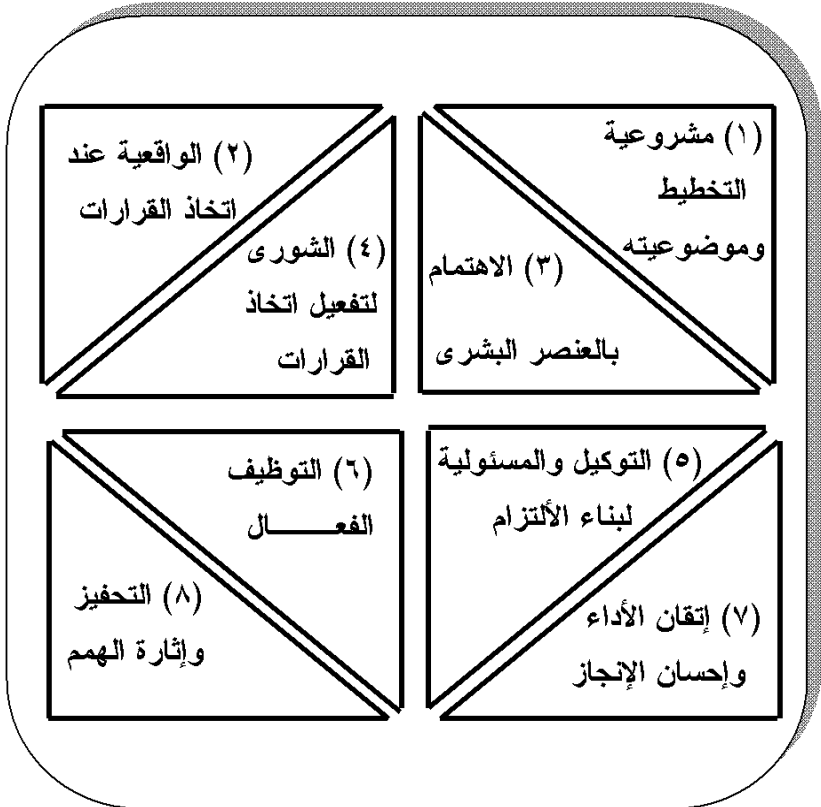 (١) مشروعية
التخطيط
وموضوعيته
(٢) الواقعية عند
اتخاذ القرارات
(٣) الاهتمام
بالعنصر البشرى
(٤) الشورى
لتفعيل اتخاذ
القرارات
(٥) التوكيل والمسئولية
لبناء الألتزام
(٦) التوظيف
الفعـــــال
(٧) إتقان الأداء
وإحسان الإنجاز
(٨) التحفيز
وإثارة الهمم